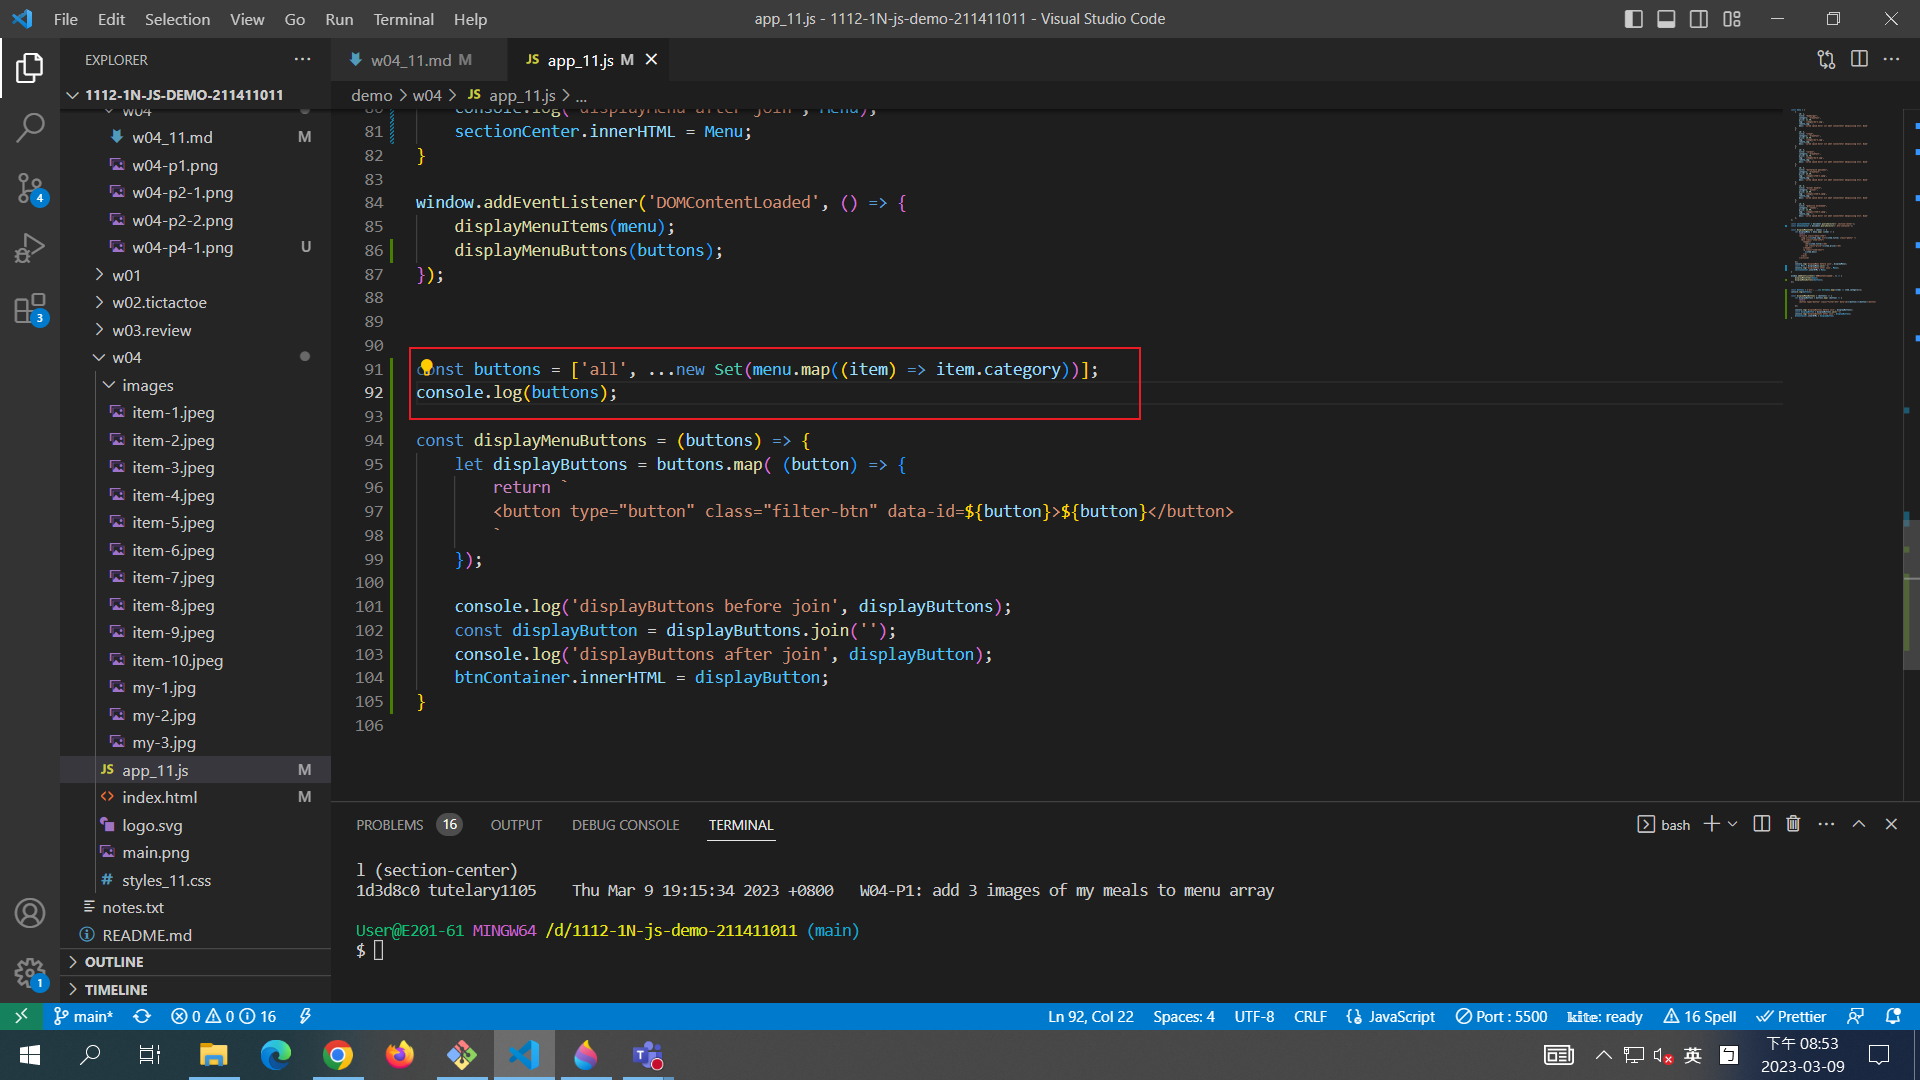 File Edit Selection View Go Run Terminal Help
app_11.js - 1112-1N-js-demo-211411011 - Visual Studio Code
EXPLORER
1112-1N-JS-DEMO-211411011
w04
w04_11.md M
w04-p1.png
w04-p2-1.png
w04-p2-2.png
w04-p4-1.png U
w01
w02.tictactoe
w03.review
w04
images
item-1.jpeg
item-2.jpeg
item-3.jpeg
item-4.jpeg
item-5.jpeg
item-6.jpeg
item-7.jpeg
item-8.jpeg
item-9.jpeg
item-10.jpeg
my-1.jpg
my-2.jpg
my-3.jpg
JS app_11.js M
<> index.html M
logo.svg
main.png
# styles_11.css
notes.txt
README.md
OUTLINE
TIMELINE
4
3
1
w04_11.md M
JS app_11.js M
demo > w04 > JS app_11.js > ...
80 console.log('displayMenu after join', Menu);
81 sectionCenter.innerHTML = Menu;
82 }
83
84 window.addEventListener('DOMContentLoaded', () => {
85 displayMenuItems(menu);
86 displayMenuButtons(buttons);
87 });
88
89
90
91 const buttons = ['all', ...new Set(menu.map((item) => item.category))];
92 console.log(buttons);
93
94 const displayMenuButtons = (buttons) => {
95 let displayButtons = buttons.map( (button) => {
96 return `
97 <button type="button" class="filter-btn" data-id=${button}>${button}</button>
98 `
99 });
100
101 console.log('displayButtons before join', displayButtons);
102 const displayButton = displayButtons.join('');
103 console.log('displayButtons after join', displayButton);
104 btnContainer.innerHTML = displayButton;
105 }
106
PROBLEMS 16 OUTPUT DEBUG CONSOLE TERMINAL
bash
l (section-center)
1d3d8c0 tutelary1105 Thu Mar 9 19:15:34 2023 +0800 W04-P1: add 3 images of my meals to menu array
User@E201-61 MINGW64 /d/1112-1N-js-demo-211411011 (main)
$
main* 0 0 16
Ln 92, Col 22 Spaces: 4 UTF-8 CRLF JavaScript Port : 5500 kite: ready 16 Spell Prettier
英
下午 08:53
2023-03-09